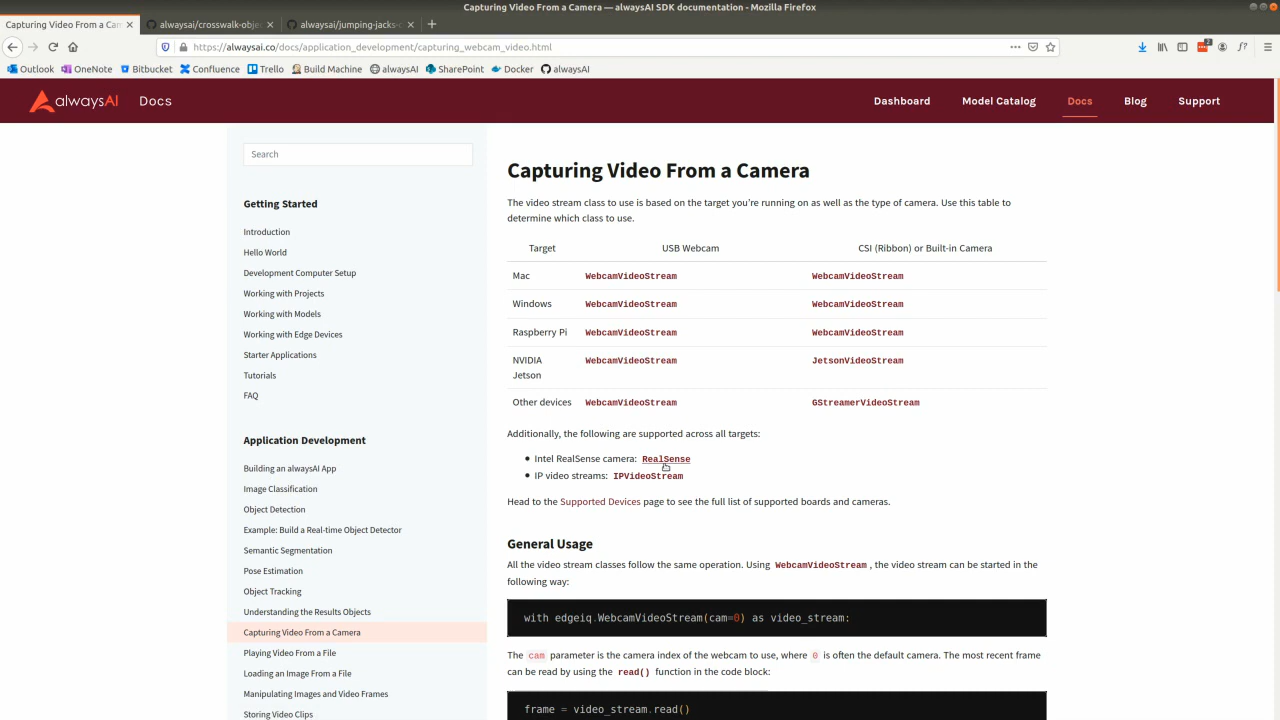 Capturing Video From a Camera — alwaysAI SDK documentation - Mozilla Firefox
Capturing Video From a Cam
alwaysai/crosswalk-obje
alwaysai/jumping-jacks-c
https://alwaysai.co/docs/application_development/capturing_webcam_video.html
Outlook OneNote Bitbucket Confluence Trello Build Machine alwaysAI SharePoint Docker alwaysAI
alwaysAI Docs Dashboard Model Catalog Docs Blog Support
Search
Getting Started
Introduction
Hello World
Development Computer Setup
Working with Projects
Working with Models
Working with Edge Devices
Starter Applications
Tutorials
FAQ
Application Development
Building an alwaysAI App
Image Classification
Object Detection
Example: Build a Real-time Object Detector
Semantic Segmentation
Pose Estimation
Object Tracking
Understanding the Results Objects
Capturing Video From a Camera
Playing Video From a File
Loading an Image From a File
Manipulating Images and Video Frames
Storing Video Clips
Capturing Video From a Camera
The video stream class to use is based on the target you're running on as well as the type of camera. Use this table to
determine which class to use.
Target USB Webcam CSI (Ribbon) or Built-in Camera
Mac WebcamVideoStream WebcamVideoStream
Windows WebcamVideoStream WebcamVideoStream
Raspberry Pi WebcamVideoStream WebcamVideoStream
NVIDIA WebcamVideoStream JetsonVideoStream
Jetson
Other devices WebcamVideoStream GStreamerVideoStream
Additionally, the following are supported across all targets:
Intel RealSense camera: RealSense
IP video streams: IPVideoStream
Head to the Supported Devices page to see the full list of supported boards and cameras.
General Usage
All the video stream classes follow the same operation. Using WebcamVideoStream , the video stream can be started in the
following way:
with edgeiq.WebcamVideoStream(cam=0) as video_stream:
The cam parameter is the camera index of the webcam to use, where 0 is often the default camera. The most recent frame
can be read by using the read() function in the code block:
frame = video_stream.read()